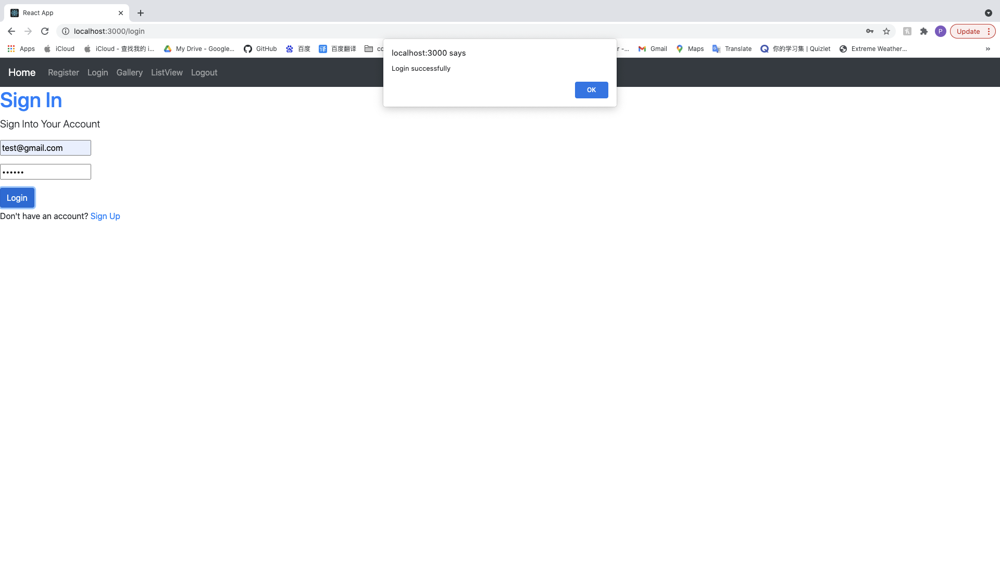 React App
localhost:3000/login
P
Update
Apps
iCloud
iCloud - 查找我的 i...
My Drive - Google...
GitHub
百度
译 百度翻译
Gmail
Maps
Translate
你的学习集 | Quizlet
Extreme Weather...
»
localhost:3000 says
Login successfully
OK
Home
Register
Login
Gallery
ListView
Logout
Sign In
Sign Into Your Account
test@gmail.com
••••••
Login
Don't have an account? Sign Up